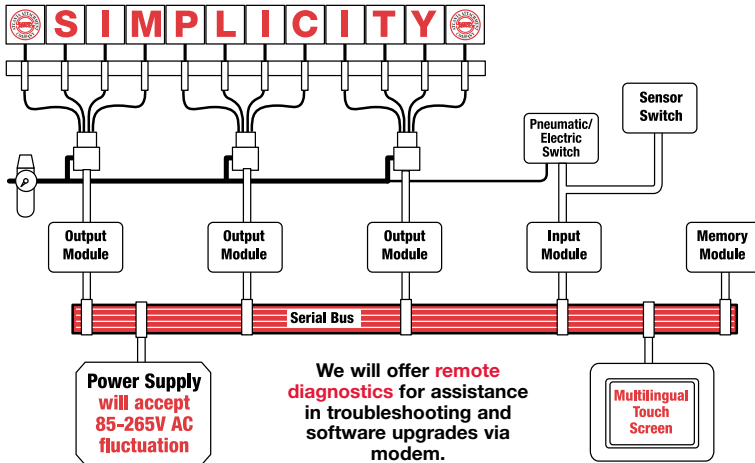 SIMPLICITY
Sensor
Switch
Pneumatic/
Electric
Switch
Output
Module
Output
Module
Output
Module
Input
Module
Memory
Module
Serial Bus
Power Supply
will accept
85-265V AC
fluctuation
We will offer remote
diagnostics for assistance
in troubleshooting and
software upgrades via
modem.
Multilingual
Touch
Screen